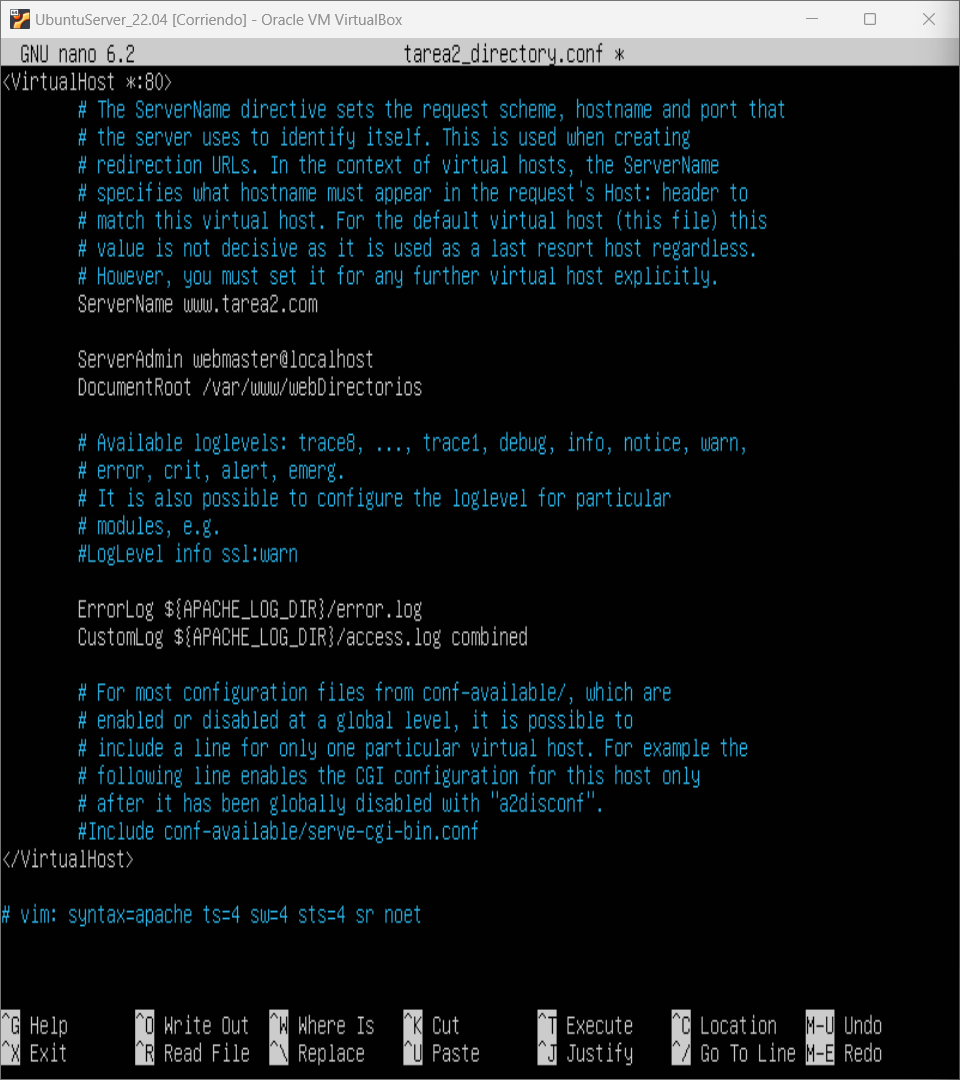 UbuntuServer_22.04 [Corriendo] - Oracle VM VirtualBox
GNU nano 6.2 tarea2_directory.conf *
<VirtualHost *:80>
# The ServerName directive sets the request scheme, hostname and port that
# the server uses to identify itself. This is used when creating
# redirection URLs. In the context of virtual hosts, the ServerName
# specifies what hostname must appear in the request's Host: header to
# match this virtual host. For the default virtual host (this file) this
# value is not decisive as it is used as a last resort host regardless.
# However, you must set it for any further virtual host explicitly.
ServerName www.tarea2.com
ServerAdmin webmaster@localhost
DocumentRoot /var/www/webDirectorios
# Available loglevels: trace8, ..., trace1, debug, info, notice, warn,
# error, crit, alert, emerg.
# It is also possible to configure the loglevel for particular
# modules, e.g.
#LogLevel info ssl:warn
ErrorLog ${APACHE_LOG_DIR}/error.log
CustomLog ${APACHE_LOG_DIR}/access.log combined
# For most configuration files from conf-available/, which are
# enabled or disabled at a global level, it is possible to
# include a line for only one particular virtual host. For example the
# following line enables the CGI configuration for this host only
# after it has been globally disabled with "a2disconf".
#Include conf-available/serve-cgi-bin.conf
</VirtualHost>
# vim: syntax=apache ts=4 sw=4 sts=4 sr noet
^G Help ^O Write Out ^W Where Is ^K Cut ^T Execute ^C Location M-U Undo
^X Exit ^R Read File ^\ Replace ^U Paste ^J Justify ^/ Go To Line M-E Redo